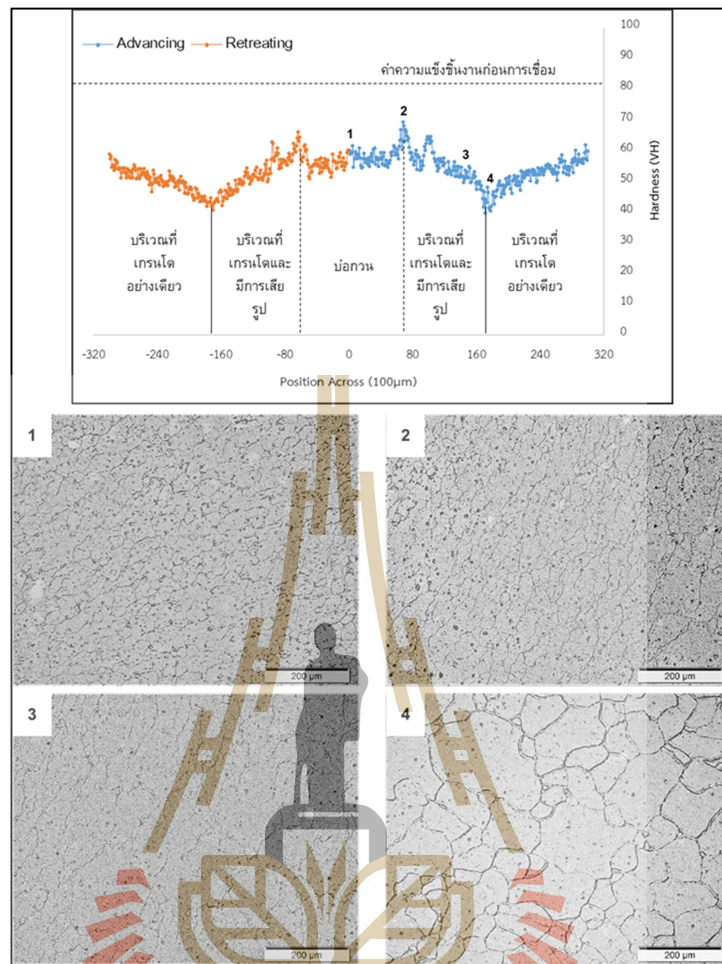 Advancing
Retreating
100
90
80
70
60
50
40
30
20
10
0
Hardness (VH)
ค่าความแข็งชิ้นงานก่อนการเชื่อม
1
2
3
4
บริเวณที่
เกรนโต
อย่างเดียว
บริเวณที่
เกรนโตและ
มีการเสีย
รูป
บ่อกวน
บริเวณที่
เกรนโตและ
มีการเสีย
รูป
บริเวณที่
เกรนโต
อย่างเดียว
-320 -240 -160 -80 0 80 160 240 320
Position Across (100µm)
1
200 µm
2
200 µm
3
200 µm
4
200 µm